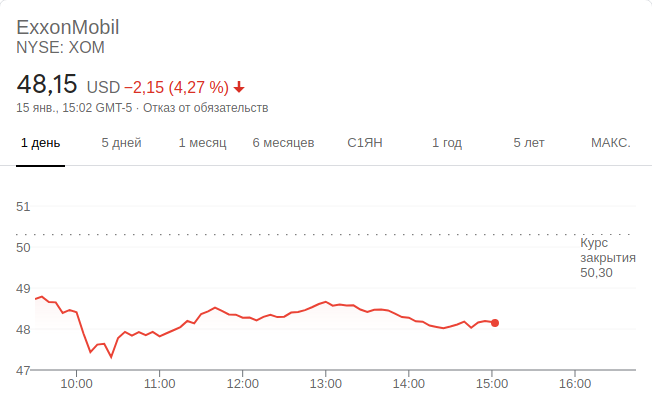 ExxonMobil
NYSE: XOM
48,15 USD −2,15 (4,27 %)
15 янв., 15:02 GMT-5 · Отказ от обязательств
1 день 5 дней 1 месяц 6 месяцев С1ЯН 1 год 5 лет МАКС.
51
50
49
48
47
Курс
закрытия
50,30
10:00 11:00 12:00 13:00 14:00 15:00 16:00